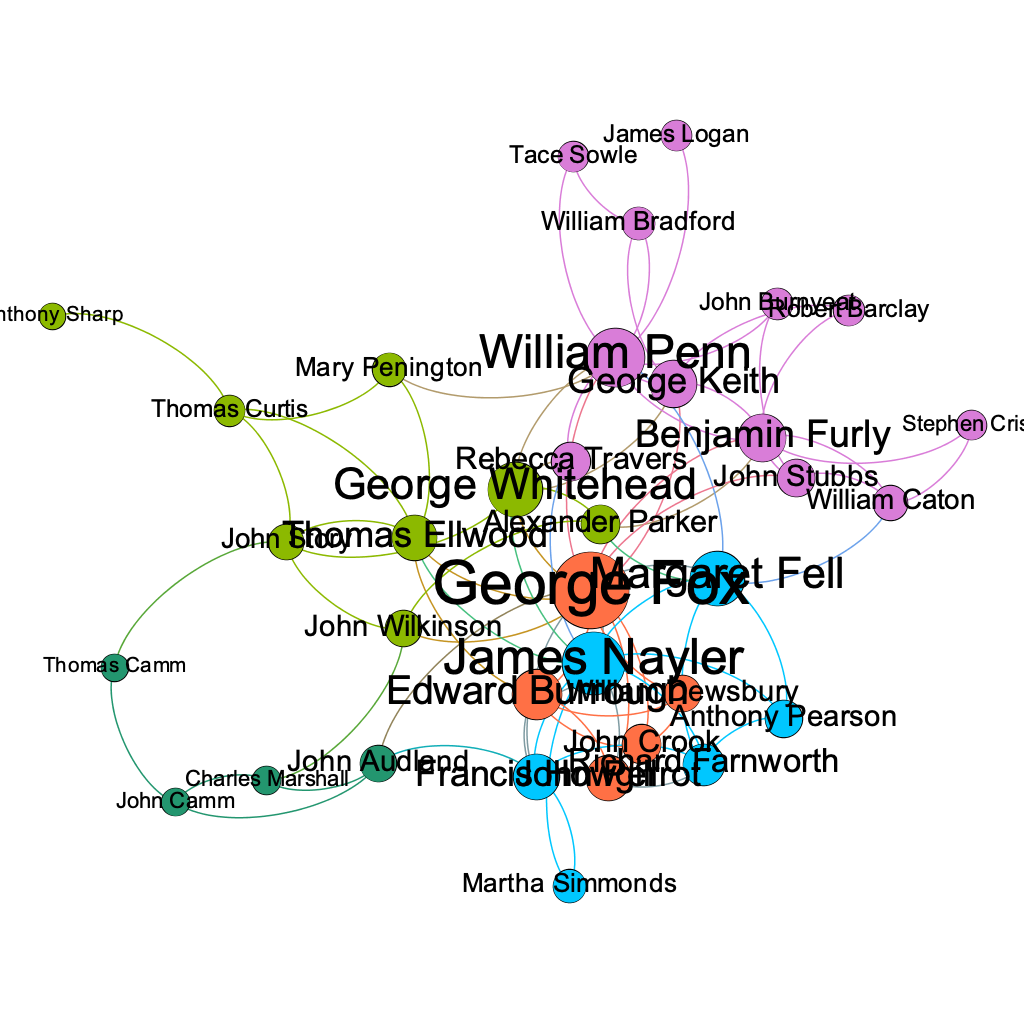 James Logan
Tace Sowle
William Bradford
John Burnyeat
Robert Barclay
nthony Sharp
William Penn
Mary Penington
George Keith
Thomas Curtis
Stephen Cris
Benjamin Furly
Rebecca Travers
John Stubbs
George Whitehead
William Caton
Alexander Parker
John Story
Thomas Ellwood
George Fox
Margaret Fell
John Wilkinson
James Nayler
Thomas Camm
Edward Burrough
William Dewsbury
Anthony Pearson
John Crook
John Audland
Richard Farnworth
Charles Marshall
Francis Howgill
John Perrot
John Camm
Martha Simmonds